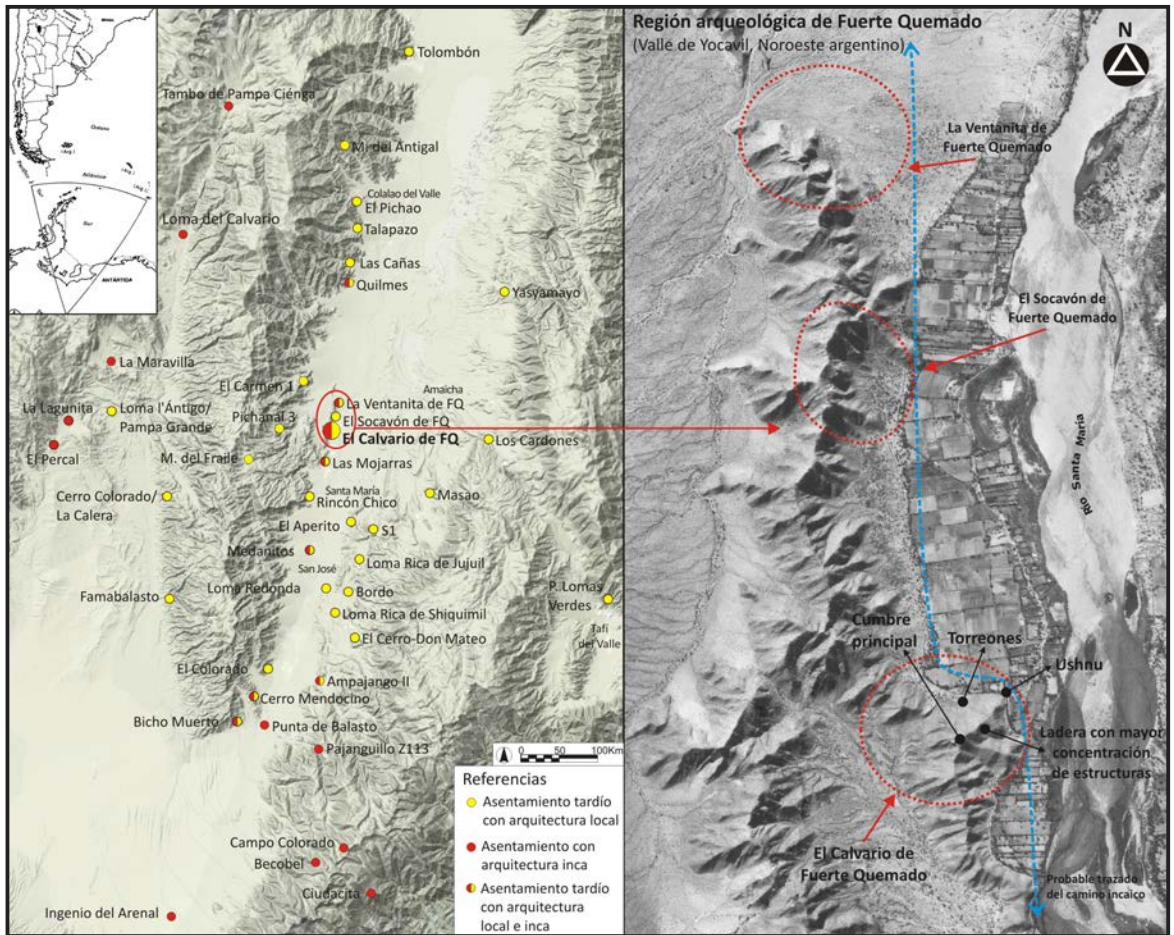 Tolombón
Tambo de Pampa Ciénga
M. del Antigal
Colalao del Valle
El Pichao
Talapazo
Loma del Calvario
Las Cañas
Quilmes
Yasyamayo
La Maravilla
El Carmen 1
Amaicha
La Ventanita de FQ
La Lagunita
Loma l'Ántigo/
Pampa Grande
Pichanal 3
El Socavón de FQ
El Calvario de FQ
Los Cardones
El Percal
M. del Fraile
Las Mojarras
Cerro Colorado/
La Calera
Santa María
Rincón Chico
Masao
El Aperito
S1
Medanitos
San José
Loma Rica de Jujuil
Loma Redonda
Bordo
P. Lomas
Verdes
Famabalasto
Loma Rica de Shiquimil
Tafí
del Valle
El Cerro-Don Mateo
El Colorado
Ampajango II
Cerro Mendocino
Bicho Muerto
Punta de Balasto
Pajanguillo Z113
0 50 100Km
Campo Colorado
Becobel
Ciudacita
Ingenio del Arenal
Referencias
Asentamiento tardío
con arquitectura local
Asentamiento con
arquitectura inca
Asentamiento tardío
con arquitectura
local e inca
Región arqueológica de Fuerte Quemado
(Valle de Yocavil, Noroeste argentino)
N
La Ventanita de
Fuerte Quemado
El Socavón de
Fuerte Quemado
Río Santa María
Cumbre
principal
Torreones
Ushnu
Ladera con mayor
concentración
de estructuras
El Calvario de
Fuerte Quemado
Probable trazado
del camino incaico
ANTÁRTIDA